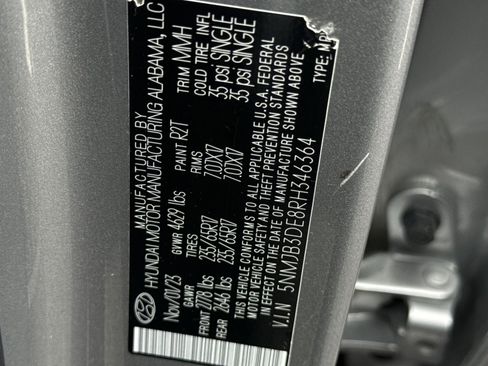 MANUFACTURED BY
HYUNDAI MOTOR MANUFACTURING ALABAMA, LLC
Nov/07/23 GVWR 4629 lbs PAINT R2T TRIM MMH
GAWR TIRES RIMS COLD TIRE INFL
FRONT 2778 lbs 235/65R17 7.0JX17 35 psi SINGLE
REAR 2646 lbs 235/65R17 7.0JX17 35 psi SINGLE
THIS VEHICLE CONFORMS TO ALL APPLICABLE U.S.A. FEDERAL
MOTOR VEHICLE SAFETY AND THEFT PREVENTION STANDARDS
IN EFFECT ON THE DATE OF MANUFACTURE SHOWN ABOVE.
V.I.N 5NMJB3DE8RH346364 TYPE: